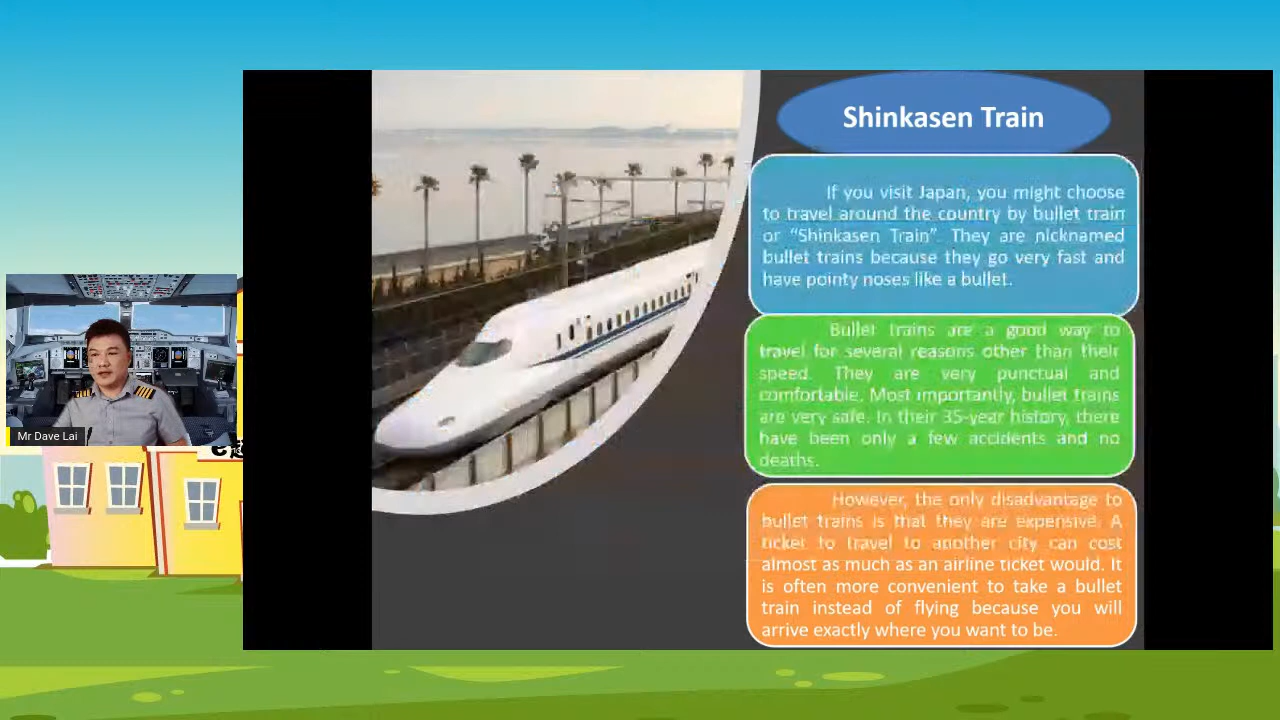 Shinkasen Train
If you visit Japan, you might choose
to travel around the country by bullet train
or “Shinkasen Train”. They are nicknamed
bullet trains because they go very fast and
have pointy noses like a bullet.
Bullet trains are a good way to
travel for several reasons other than their
speed. They are very punctual and
comfortable. Most importantly, bullet trains
are very safe. In their 35-year history, there
have been only a few accidents and no
deaths.
However, the only disadvantage to
bullet trains is that they are expensive. A
ticket to travel to another city can cost
almost as much as an airline ticket would. It
is often more convenient to take a bullet
train instead of flying because you will
arrive exactly where you want to be.
Mr Dave Lai